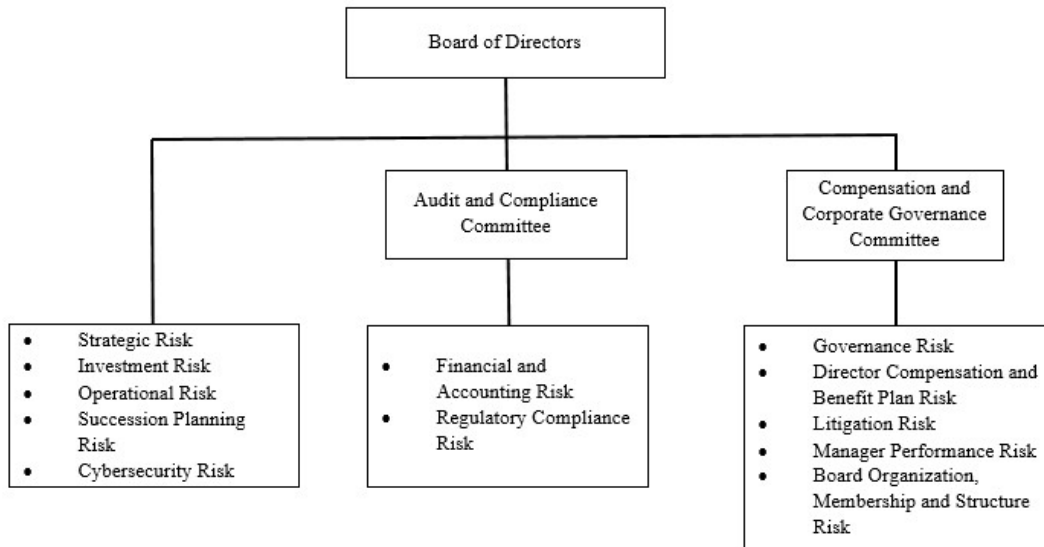 Board of Directors
Audit and Compliance
Committee
Compensation and
Corporate Governance
Committee
• Strategic Risk
• Investment Risk
• Operational Risk
• Succession Planning
Risk
• Cybersecurity Risk
• Financial and
Accounting Risk
• Regulatory Compliance
Risk
• Governance Risk
• Director Compensation and
Benefit Plan Risk
• Litigation Risk
• Manager Performance Risk
• Board Organization,
Membership and Structure
Risk